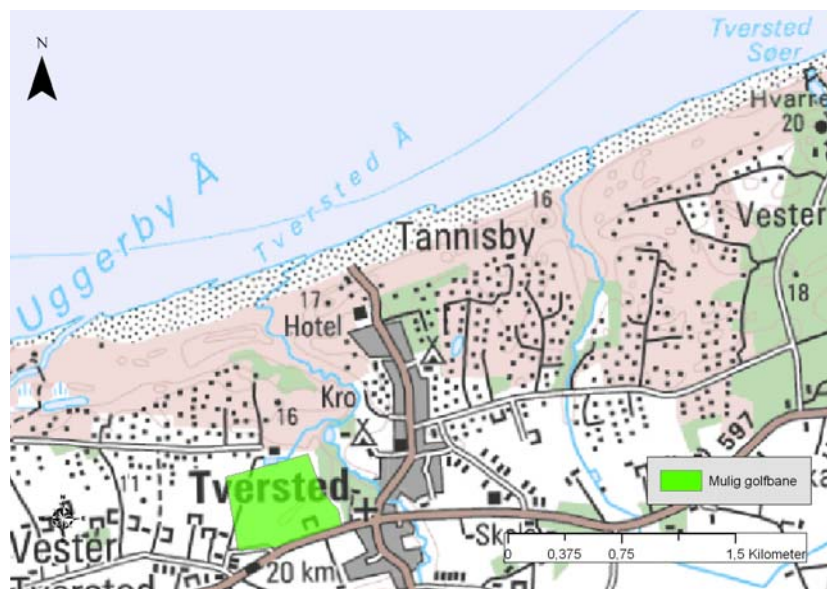 N
Tversted
Søer
Hvarre
20
Tversted Å
Uggerby Å
16
Tannisby
Vester
17
Hotel
18
Kro
16
597
Mulig golfbane
Tversted
11
Vester
Tversted
20 km
0 0,375 0,75 1,5 Kilometer